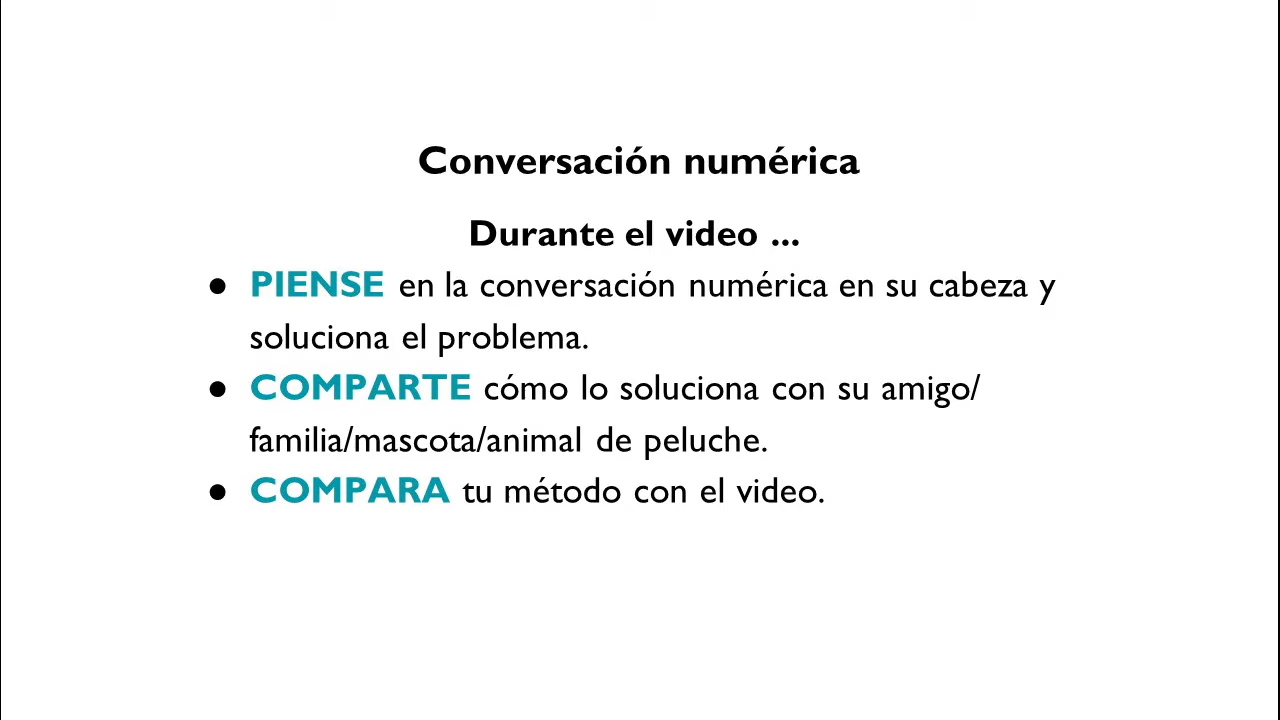 Conversación numérica
Durante el video ...
● PIENSE en la conversación numérica en su cabeza y
soluciona el problema.
● COMPARTE cómo lo soluciona con su amigo/
familia/mascota/animal de peluche.
● COMPARA tu método con el video.